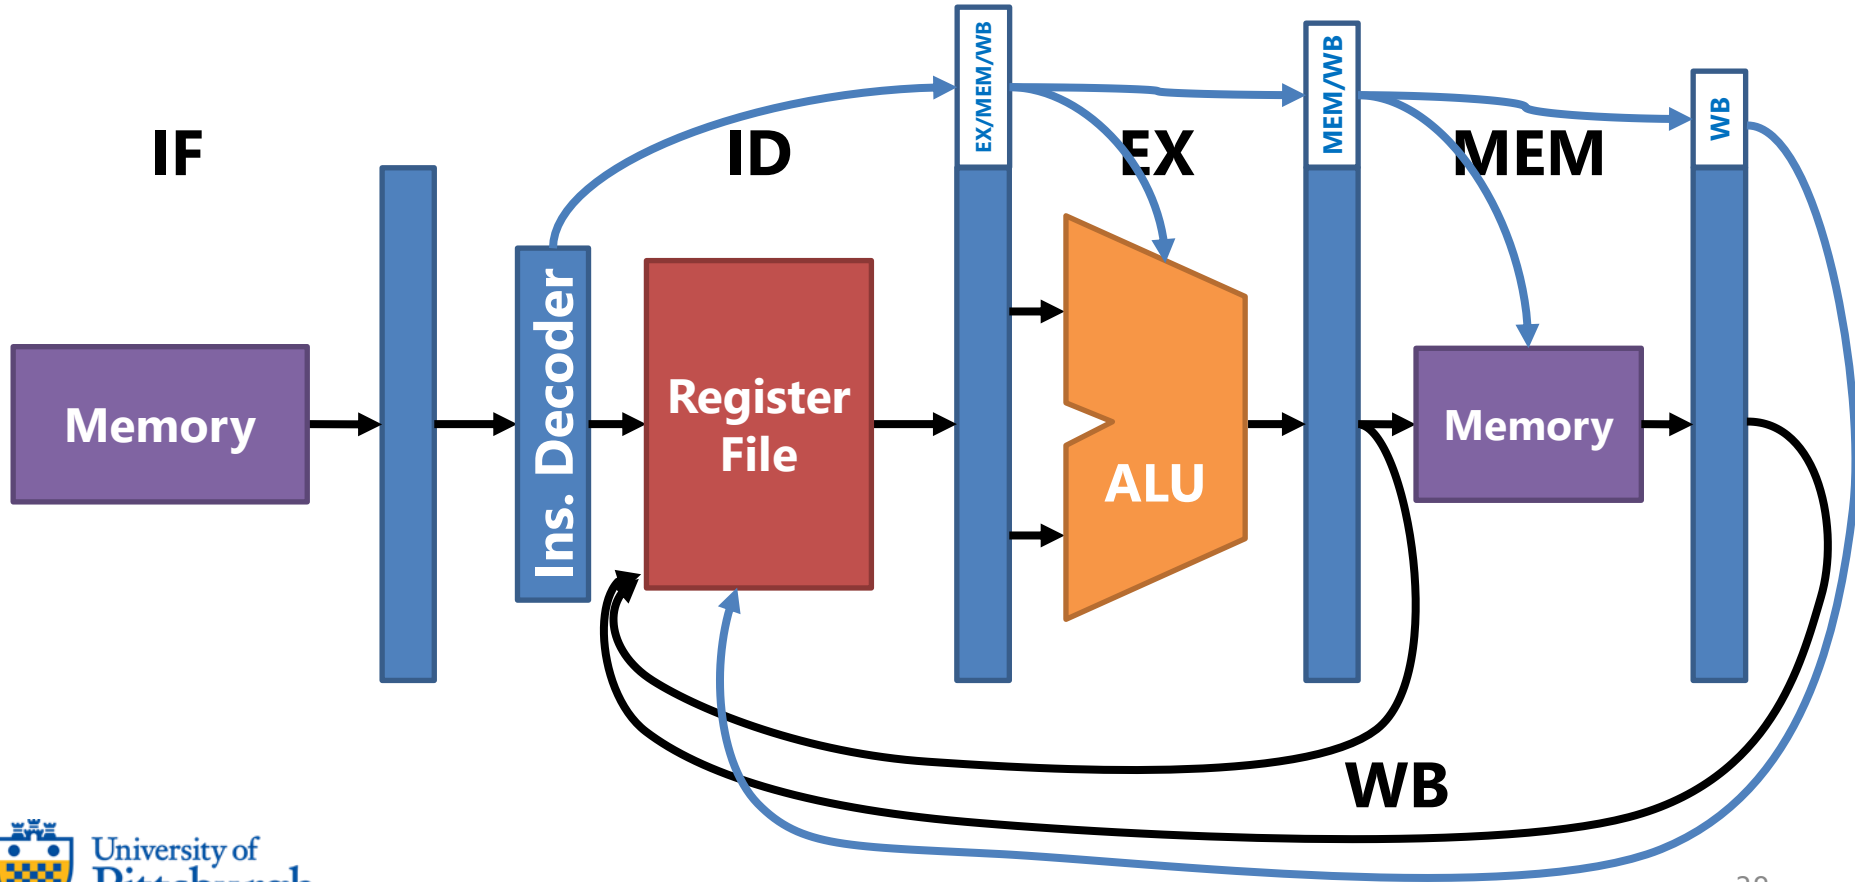 EX/MEM/WB
MEM/WB
WB
IF
ID
EX
MEM
Ins. Decoder
Memory
Register
File
ALU
Memory
WB
University of